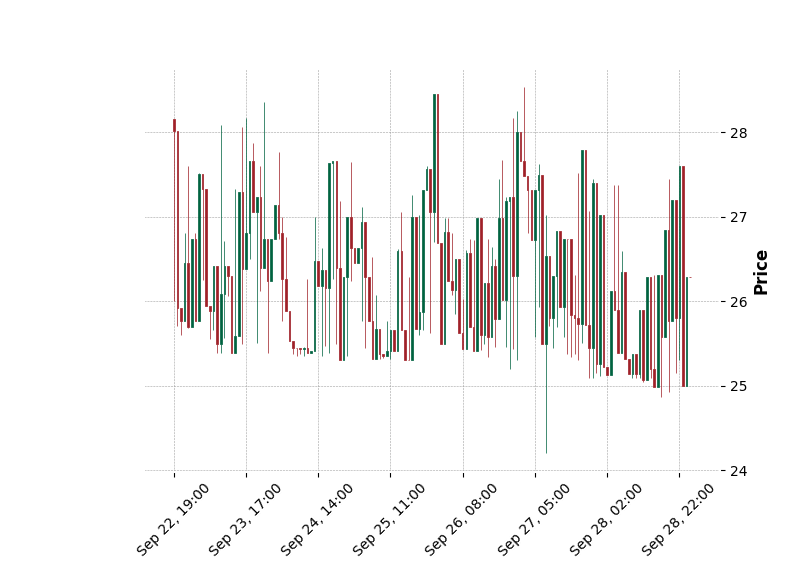 28
27
26
25
24
Price
Sep 22, 19:00
Sep 23, 17:00
Sep 24, 14:00
Sep 25, 11:00
Sep 26, 08:00
Sep 27, 05:00
Sep 28, 02:00
Sep 28, 22:00